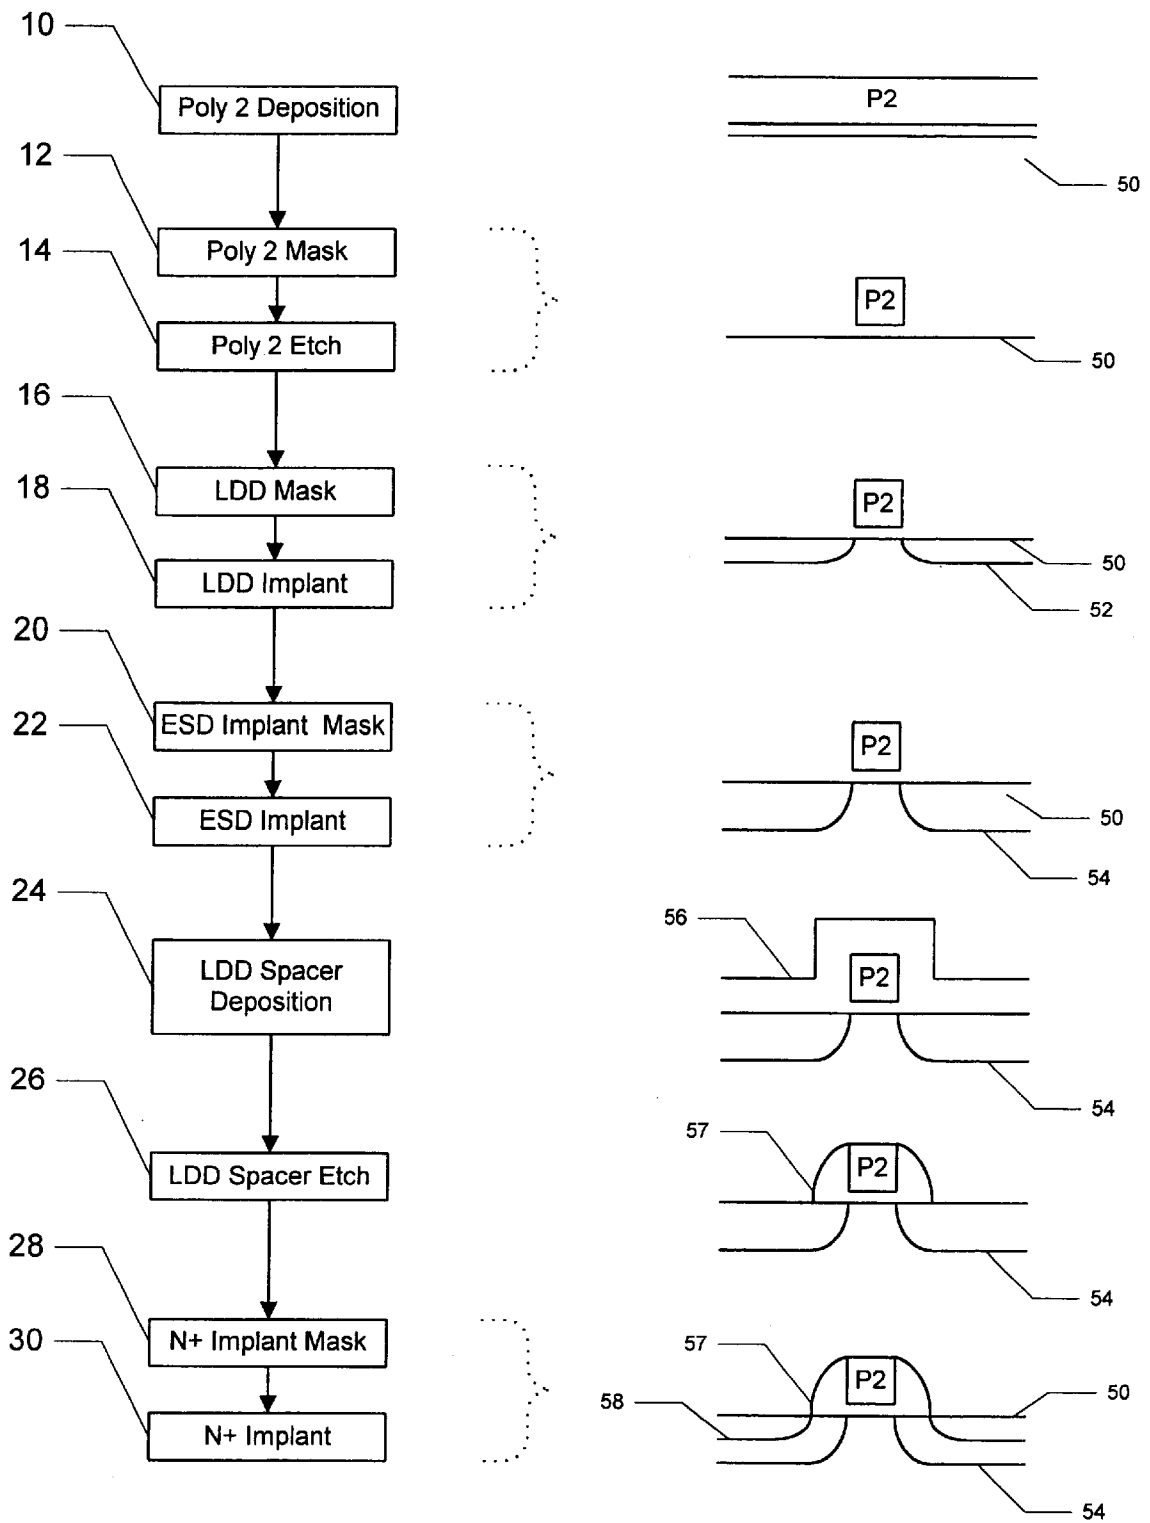 10
Poly 2 Deposition
P2
50
12
Poly 2 Mask
14
Poly 2 Etch
P2
50
16
LDD Mask
18
LDD Implant
P2
50
52
20
ESD Implant Mask
22
ESD Implant
P2
50
54
24
LDD Spacer
Deposition
56
P2
54
26
LDD Spacer Etch
57
P2
54
28
N+ Implant Mask
30
N+ Implant
57
P2
50
58
54